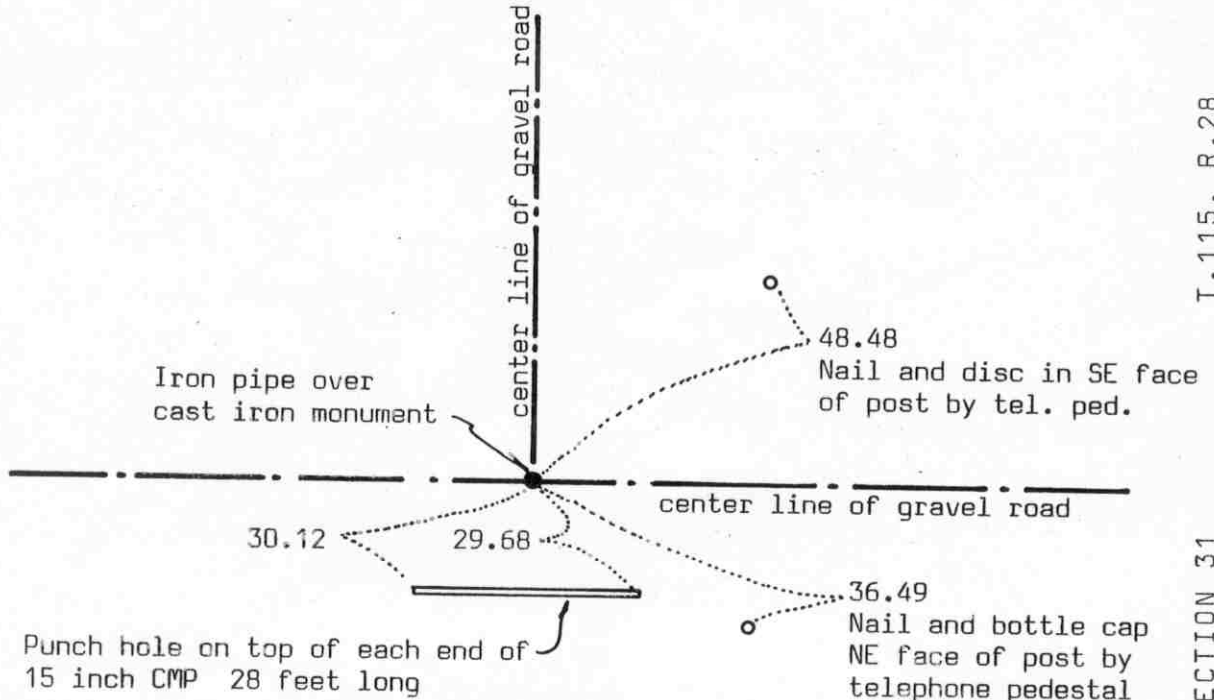 center line of gravel road
T.115, R.28
48.48
Nail and disc in SE face
of post by tel. ped.
Iron pipe over
cast iron monument
center line of gravel road
30.12
29.68
36.49
Nail and bottle cap
NE face of post by
telephone pedestal
Punch hole on top of each end of
15 inch CMP 28 feet long
ECTION 31